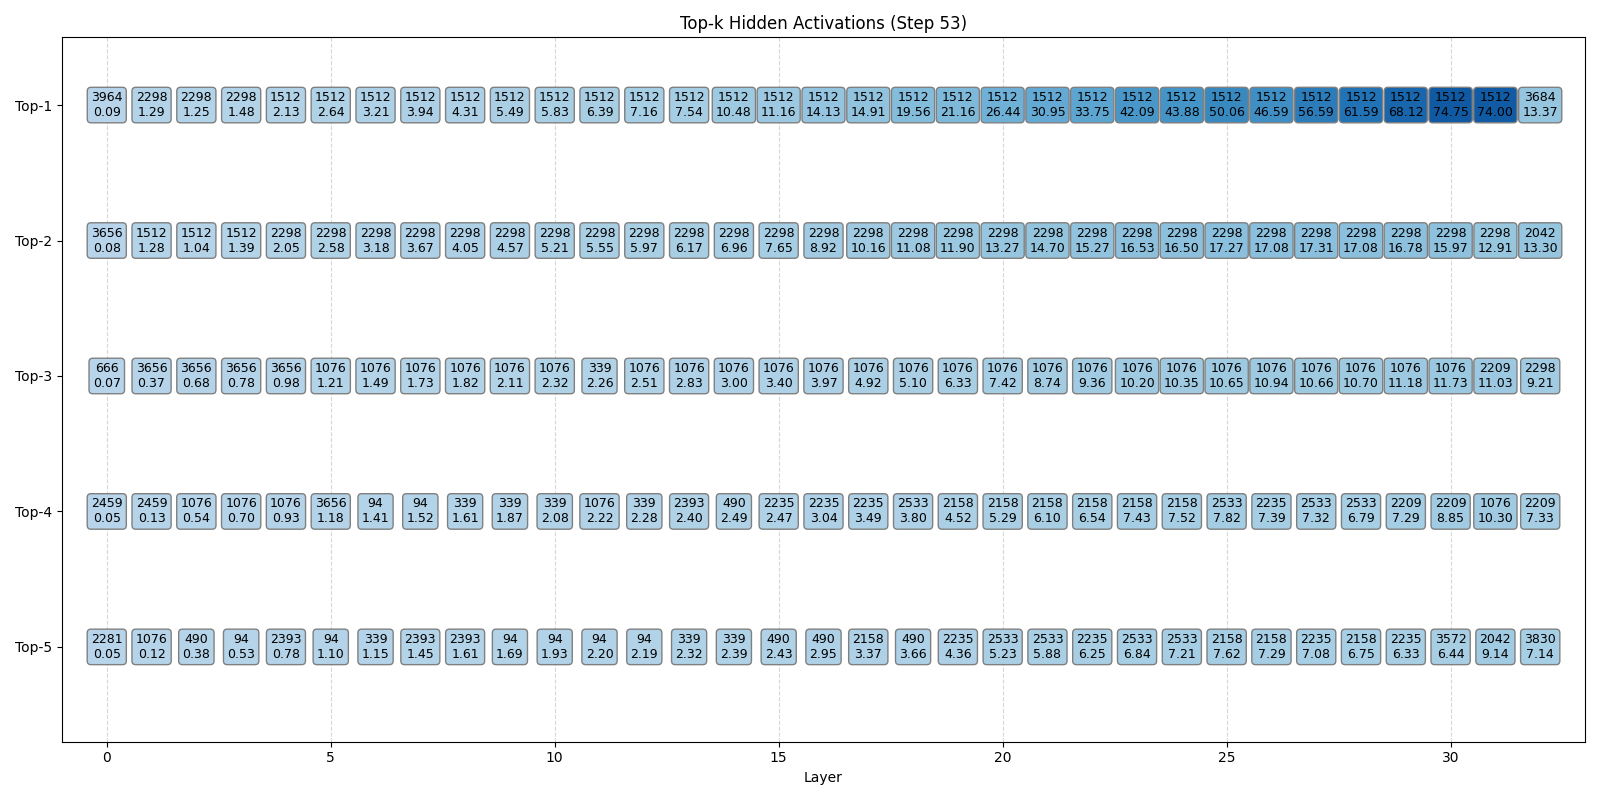 Top-k Hidden Activations (Step 53)
Top-1
3964 2298 2298 2298 1512 1512 1512 1512 1512 1512 1512 1512 1512 1512 1512 1512 1512 1512 1512 1512 1512 1512 1512 1512 1512 1512 1512 1512 1512 1512 1512 1512 3684
0.09 1.29 1.25 1.48 2.13 2.64 3.21 3.94 4.31 5.49 5.83 6.39 7.16 7.54 10.48 11.16 14.13 14.91 19.56 21.16 26.44 30.95 33.75 42.09 43.88 50.06 46.59 56.59 61.59 68.12 74.75 74.00 13.37
Top-2
3656 1512 1512 1512 2298 2298 2298 2298 2298 2298 2298 2298 2298 2298 2298 2298 2298 2298 2298 2298 2298 2298 2298 2298 2298 2298 2298 2298 2298 2298 2298 2298 2042
0.08 1.28 1.04 1.39 2.05 2.58 3.18 3.67 4.05 4.57 5.21 5.55 5.97 6.17 6.96 7.65 8.92 10.16 11.08 11.90 13.27 14.70 15.27 16.53 16.50 17.27 17.08 17.31 17.08 16.78 15.97 12.91 13.30
Top-3
666 3656 3656 3656 3656 1076 1076 1076 1076 1076 1076 339 1076 1076 1076 1076 1076 1076 1076 1076 1076 1076 1076 1076 1076 1076 1076 1076 1076 1076 1076 2209 2298
0.07 0.37 0.68 0.78 0.98 1.21 1.49 1.73 1.82 2.11 2.32 2.26 2.51 2.83 3.00 3.40 3.97 4.92 5.10 6.33 7.42 8.74 9.36 10.20 10.35 10.65 10.94 10.66 10.70 11.18 11.73 11.03 9.21
Top-4
2459 2459 1076 1076 1076 3656 94 94 339 339 339 1076 339 2393 490 2235 2235 2235 2533 2158 2158 2158 2158 2158 2158 2533 2235 2533 2533 2209 2209 1076 2209
0.05 0.13 0.54 0.70 0.93 1.18 1.41 1.52 1.61 1.87 2.08 2.22 2.28 2.40 2.49 2.47 3.04 3.49 3.80 4.52 5.29 6.10 6.54 7.43 7.52 7.82 7.39 7.32 6.79 7.29 8.85 10.30 7.33
Top-5
2281 1076 490 94 2393 94 339 2393 2393 94 94 94 94 339 339 490 490 2158 490 2235 2533 2533 2235 2533 2533 2158 2158 2235 2158 2235 3572 2042 3830
0.05 0.12 0.38 0.53 0.78 1.10 1.15 1.45 1.61 1.69 1.93 2.20 2.19 2.32 2.39 2.43 2.95 3.37 3.66 4.36 5.23 5.88 6.25 6.84 7.21 7.62 7.29 7.08 6.75 6.33 6.44 9.14 7.14
0 5 10 15 20 25 30
Layer